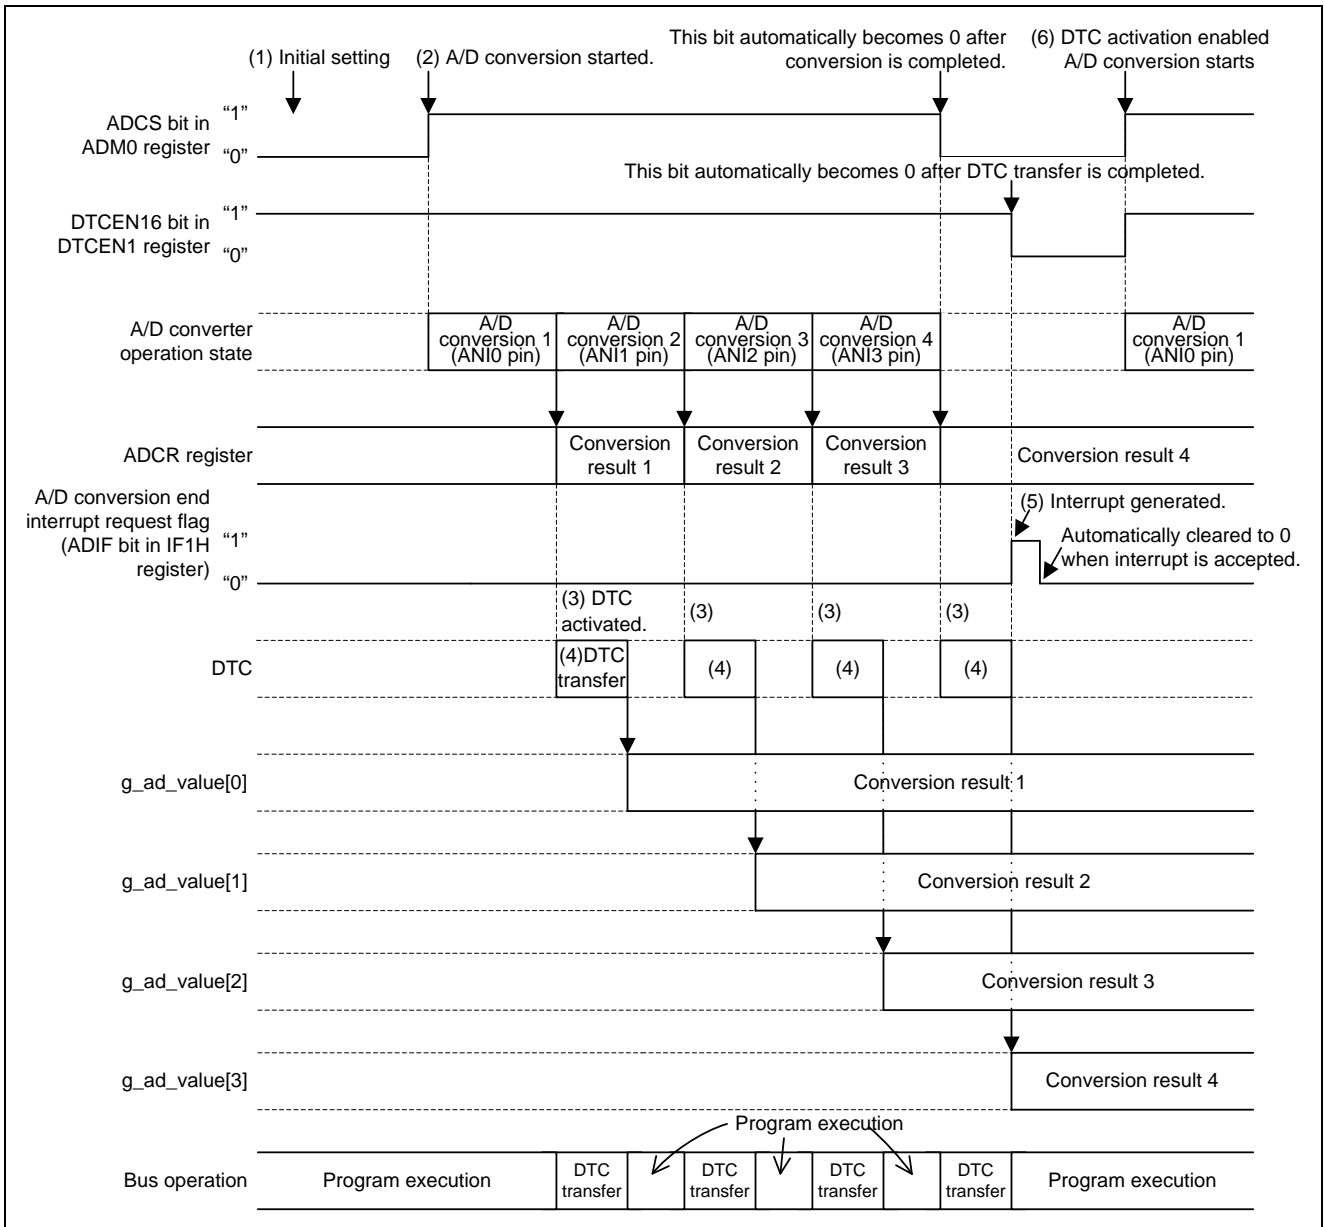 (1) Initial setting
(2) A/D conversion started.
This bit automatically becomes 0 after
conversion is completed.
(6) DTC activation enabled
A/D conversion starts
ADCS bit in
ADM0 register
“1”
“0”
This bit automatically becomes 0 after DTC transfer is completed.
DTCEN16 bit in
DTCEN1 register
“1”
“0”
A/D converter
operation state
A/D
conversion 1
(ANI0 pin)
A/D
conversion 2
(ANI1 pin)
A/D
conversion 3
(ANI2 pin)
A/D
conversion 4
(ANI3 pin)
A/D
conversion 1
(ANI0 pin)
ADCR register
Conversion
result 1
Conversion
result 2
Conversion
result 3
Conversion result 4
A/D conversion end
interrupt request flag
(ADIF bit in IF1H
register)
“1”
“0”
(5) Interrupt generated.
Automatically cleared to 0
when interrupt is accepted.
(3) DTC
activated.
(3)
(3)
(3)
DTC
(4)DTC
transfer
(4)
(4)
(4)
g_ad_value[0]
Conversion result 1
g_ad_value[1]
Conversion result 2
g_ad_value[2]
Conversion result 3
g_ad_value[3]
Conversion result 4
Program execution
Bus operation
Program execution
DTC
transfer
DTC
transfer
DTC
transfer
DTC
transfer
Program execution